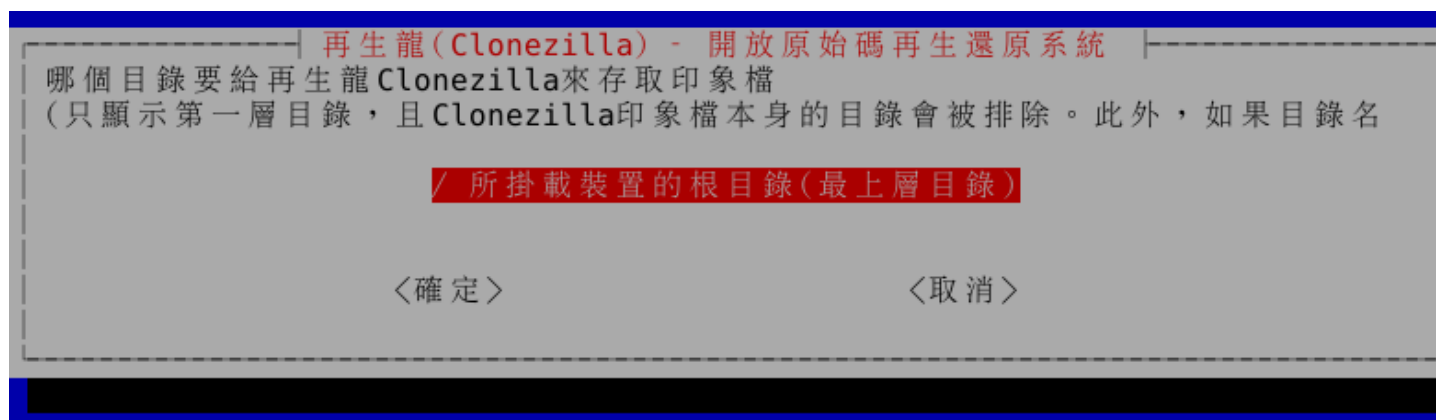 再生龍(Clonezilla) - 開放原始碼再生還原系統
哪個目錄要給再生龍Clonezilla來存取印象檔
(只顯示第一層目錄，且Clonezilla印象檔本身的目錄會被排除。此外，如果目錄名
/ 所掛載裝置的根目錄(最上層目錄)
<確定> <取消>